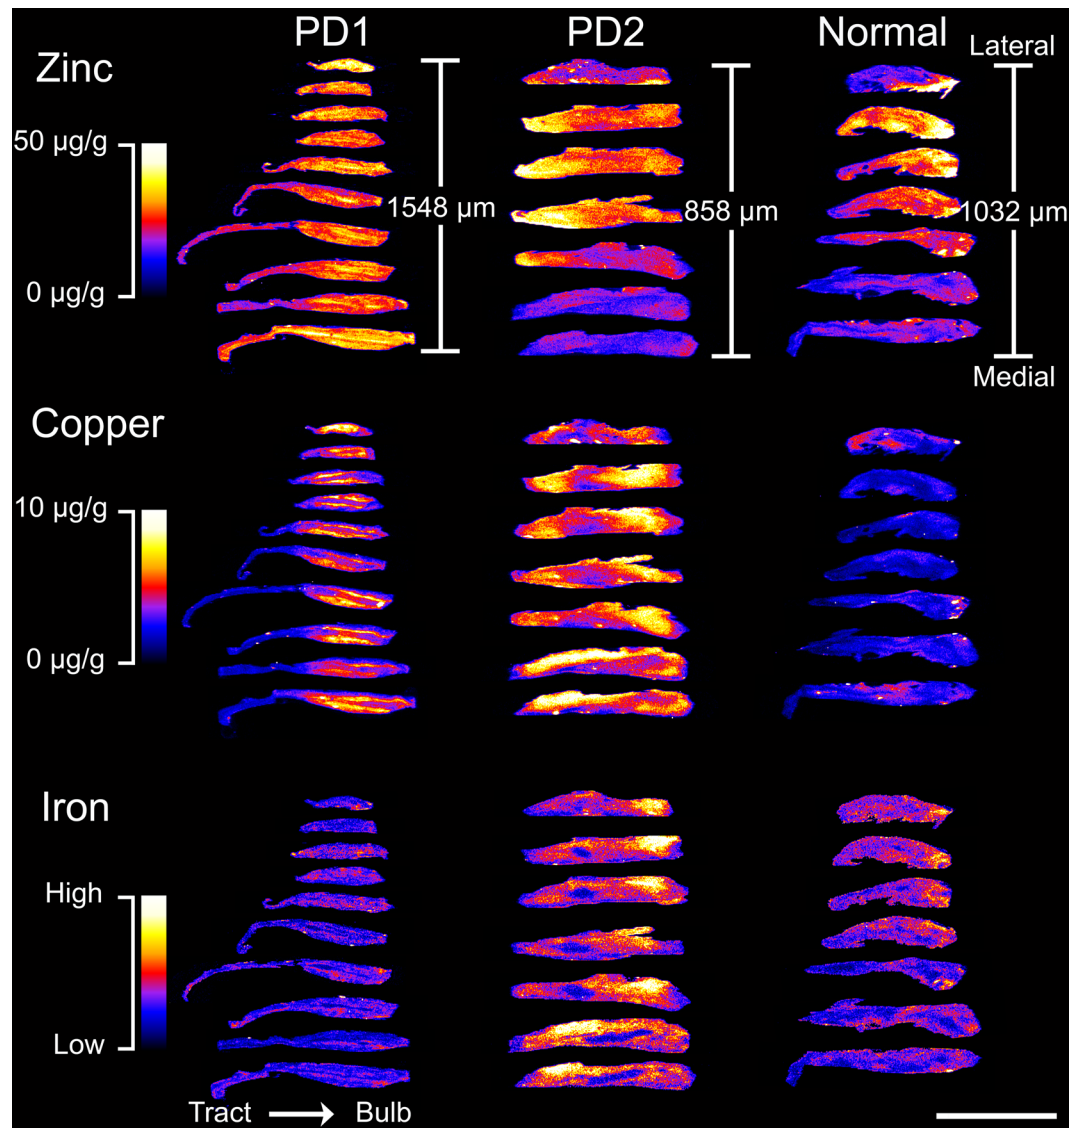 PD1 PD2 Normal
Lateral
Zinc
50 µg/g
1548 µm 858 µm 1032 µm
0 µg/g
Medial
Copper
10 µg/g
0 µg/g
Iron
High
Low
Tract Bulb